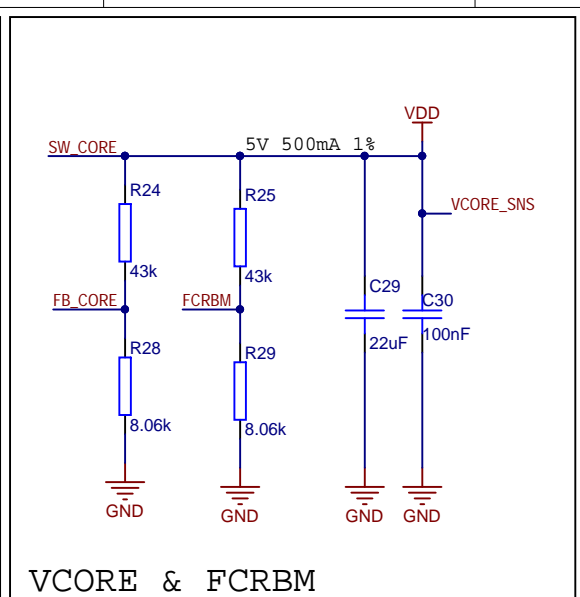 VDD
SW_CORE
5V 500mA 1%
R24
R25
VCORE_SNS
43k
43k
C29
C30
FB_CORE
FCRBM
22uF
100nF
R28
R29
8.06k
8.06k
GND
GND
GND
GND
VCORE & FCRBM